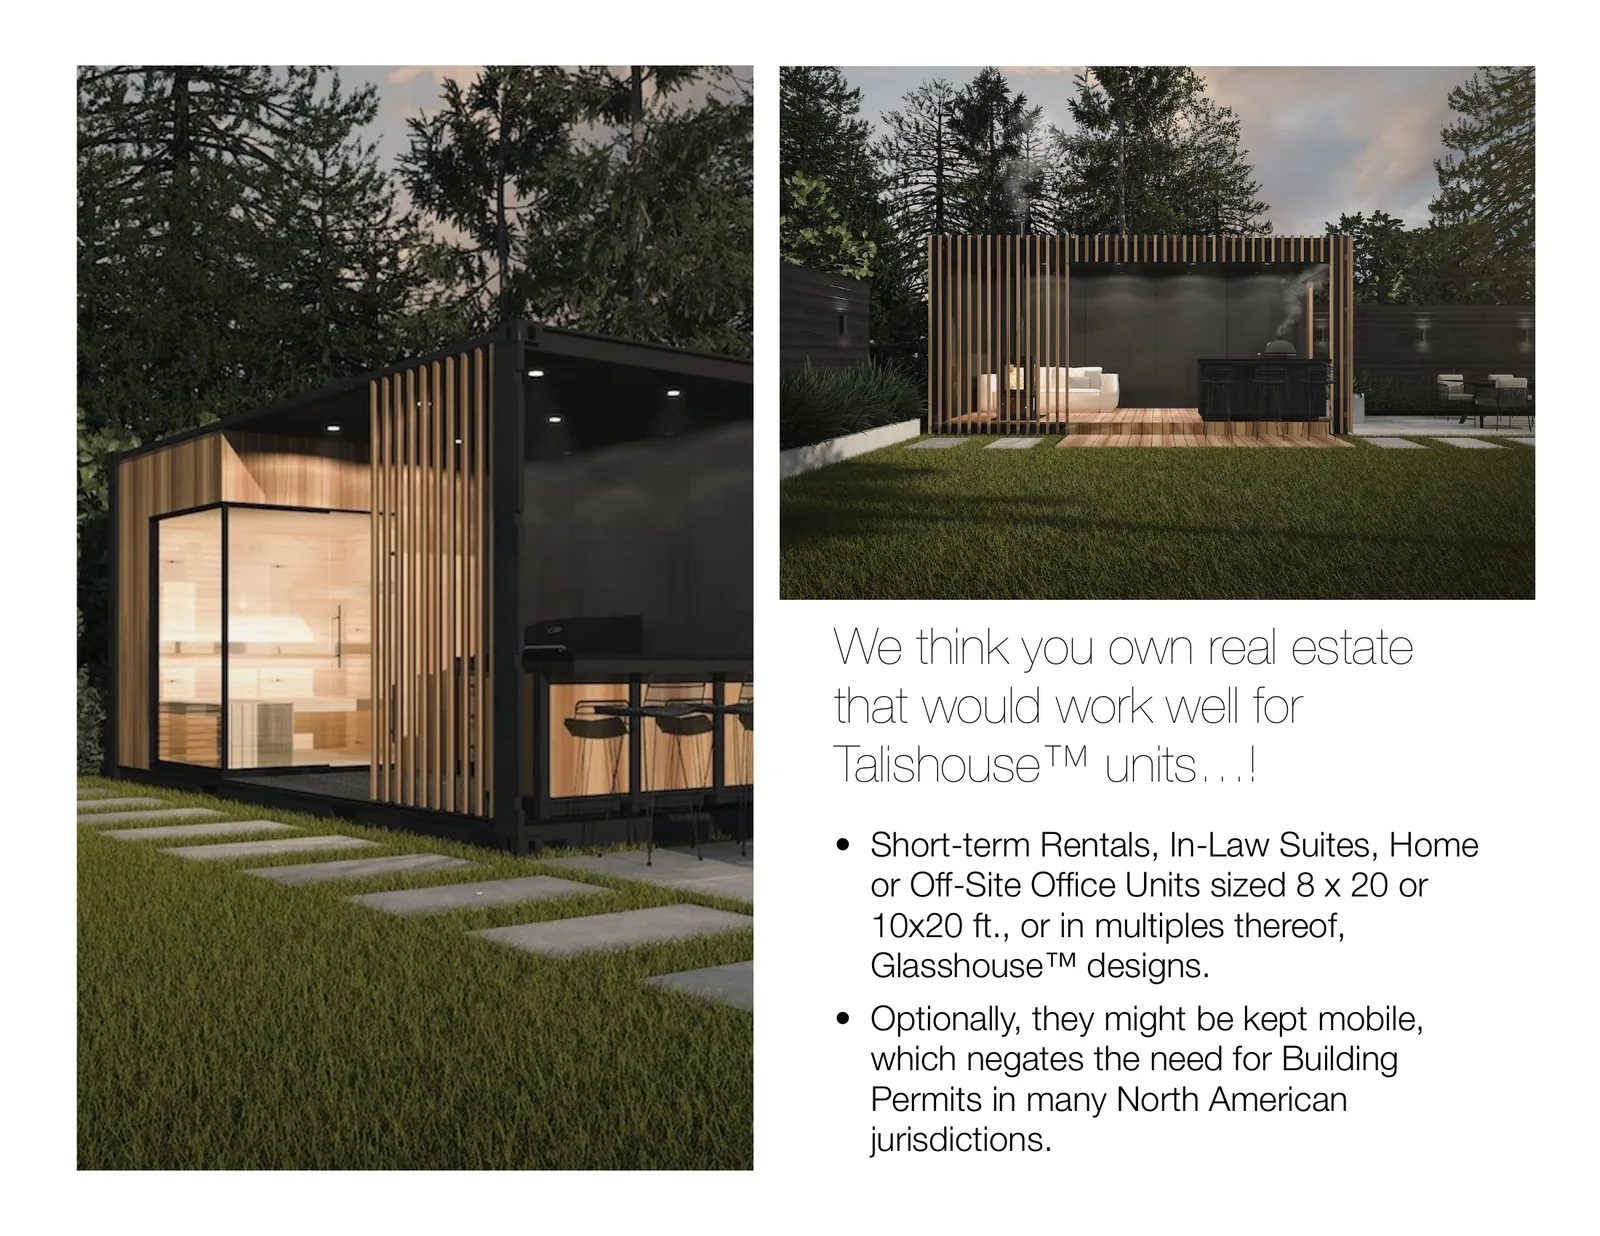 We think you own real estate
that would work well for
Talishouse™ units…!
• Short-term Rentals, In-Law Suites, Home
or Off-Site Office Units sized 8 x 20 or
10x20 ft., or in multiples thereof,
Glasshouse™ designs.
• Optionally, they might be kept mobile,
which negates the need for Building
Permits in many North American
jurisdictions.